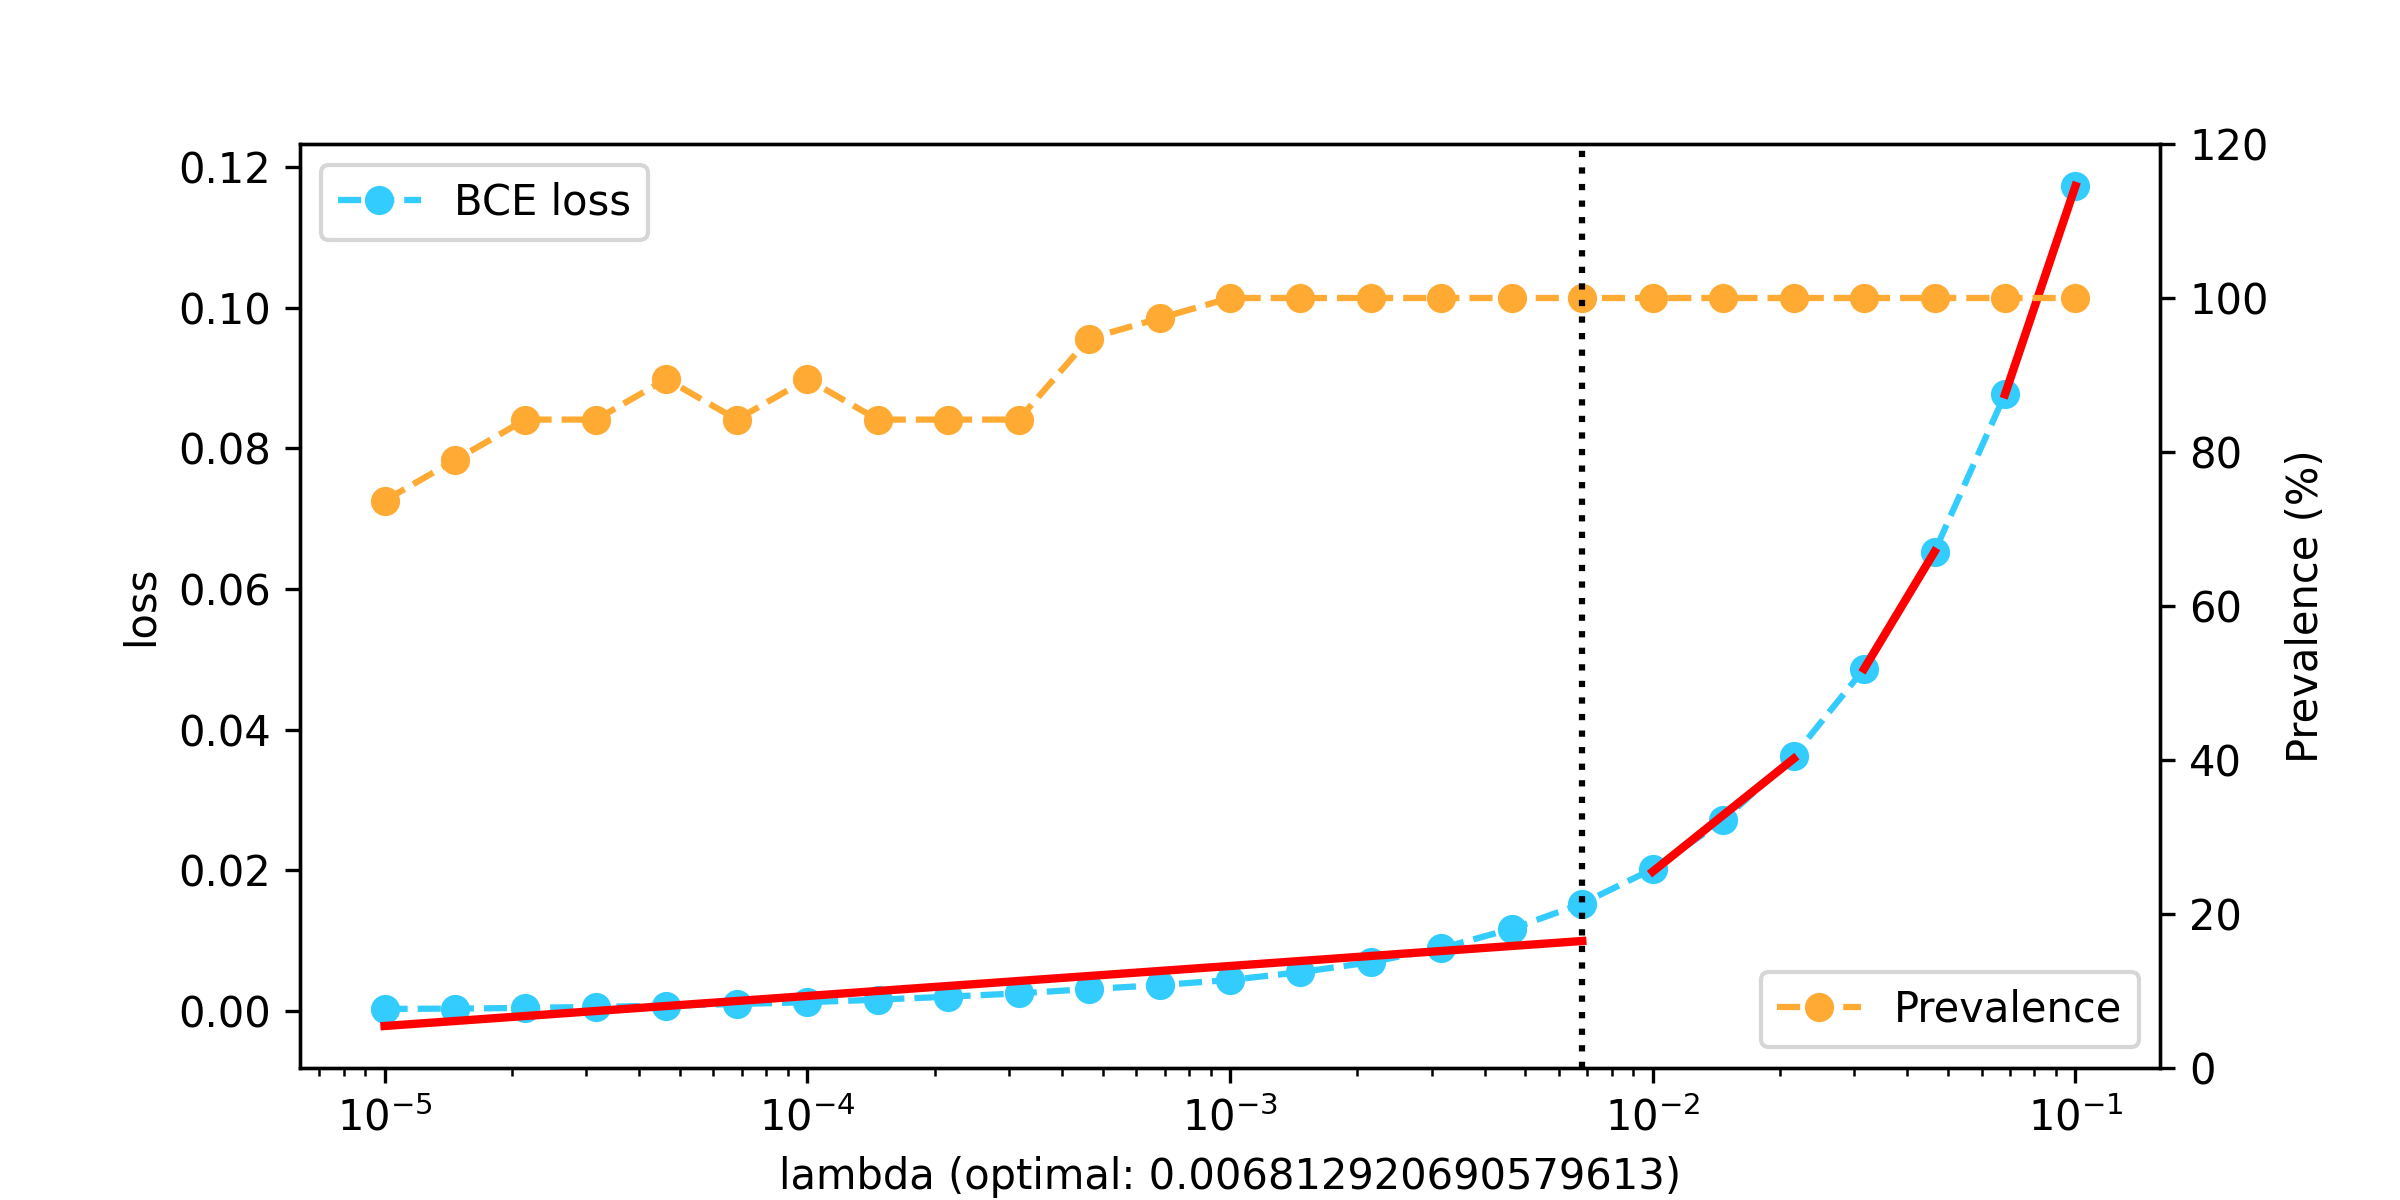 BCE loss
Prevalence
loss
0.12
0.10
0.08
0.06
0.04
0.02
0.00
120
100
80
60
40
20
0
Prevalence (%)
10⁻⁵ 10⁻⁴ 10⁻³ 10⁻² 10⁻¹
lambda (optimal: 0.006812920690579613)